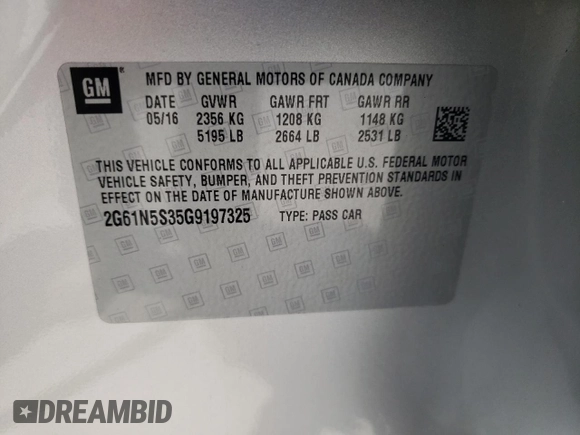 GM
MFD BY GENERAL MOTORS OF CANADA COMPANY
DATE GVWR GAWR FRT GAWR RR
05/16 2356 KG 1208 KG 1148 KG
5195 LB 2664 LB 2531 LB
THIS VEHICLE CONFORMS TO ALL APPLICABLE U.S. FEDERAL MOTOR
VEHICLE SAFETY, BUMPER, AND THEFT PREVENTION STANDARDS IN
EFFECT ON THE DATE OF MANUFACTURE SHOWN ABOVE.
2G61N5S35G9197325 TYPE: PASS CAR
DREAMBID